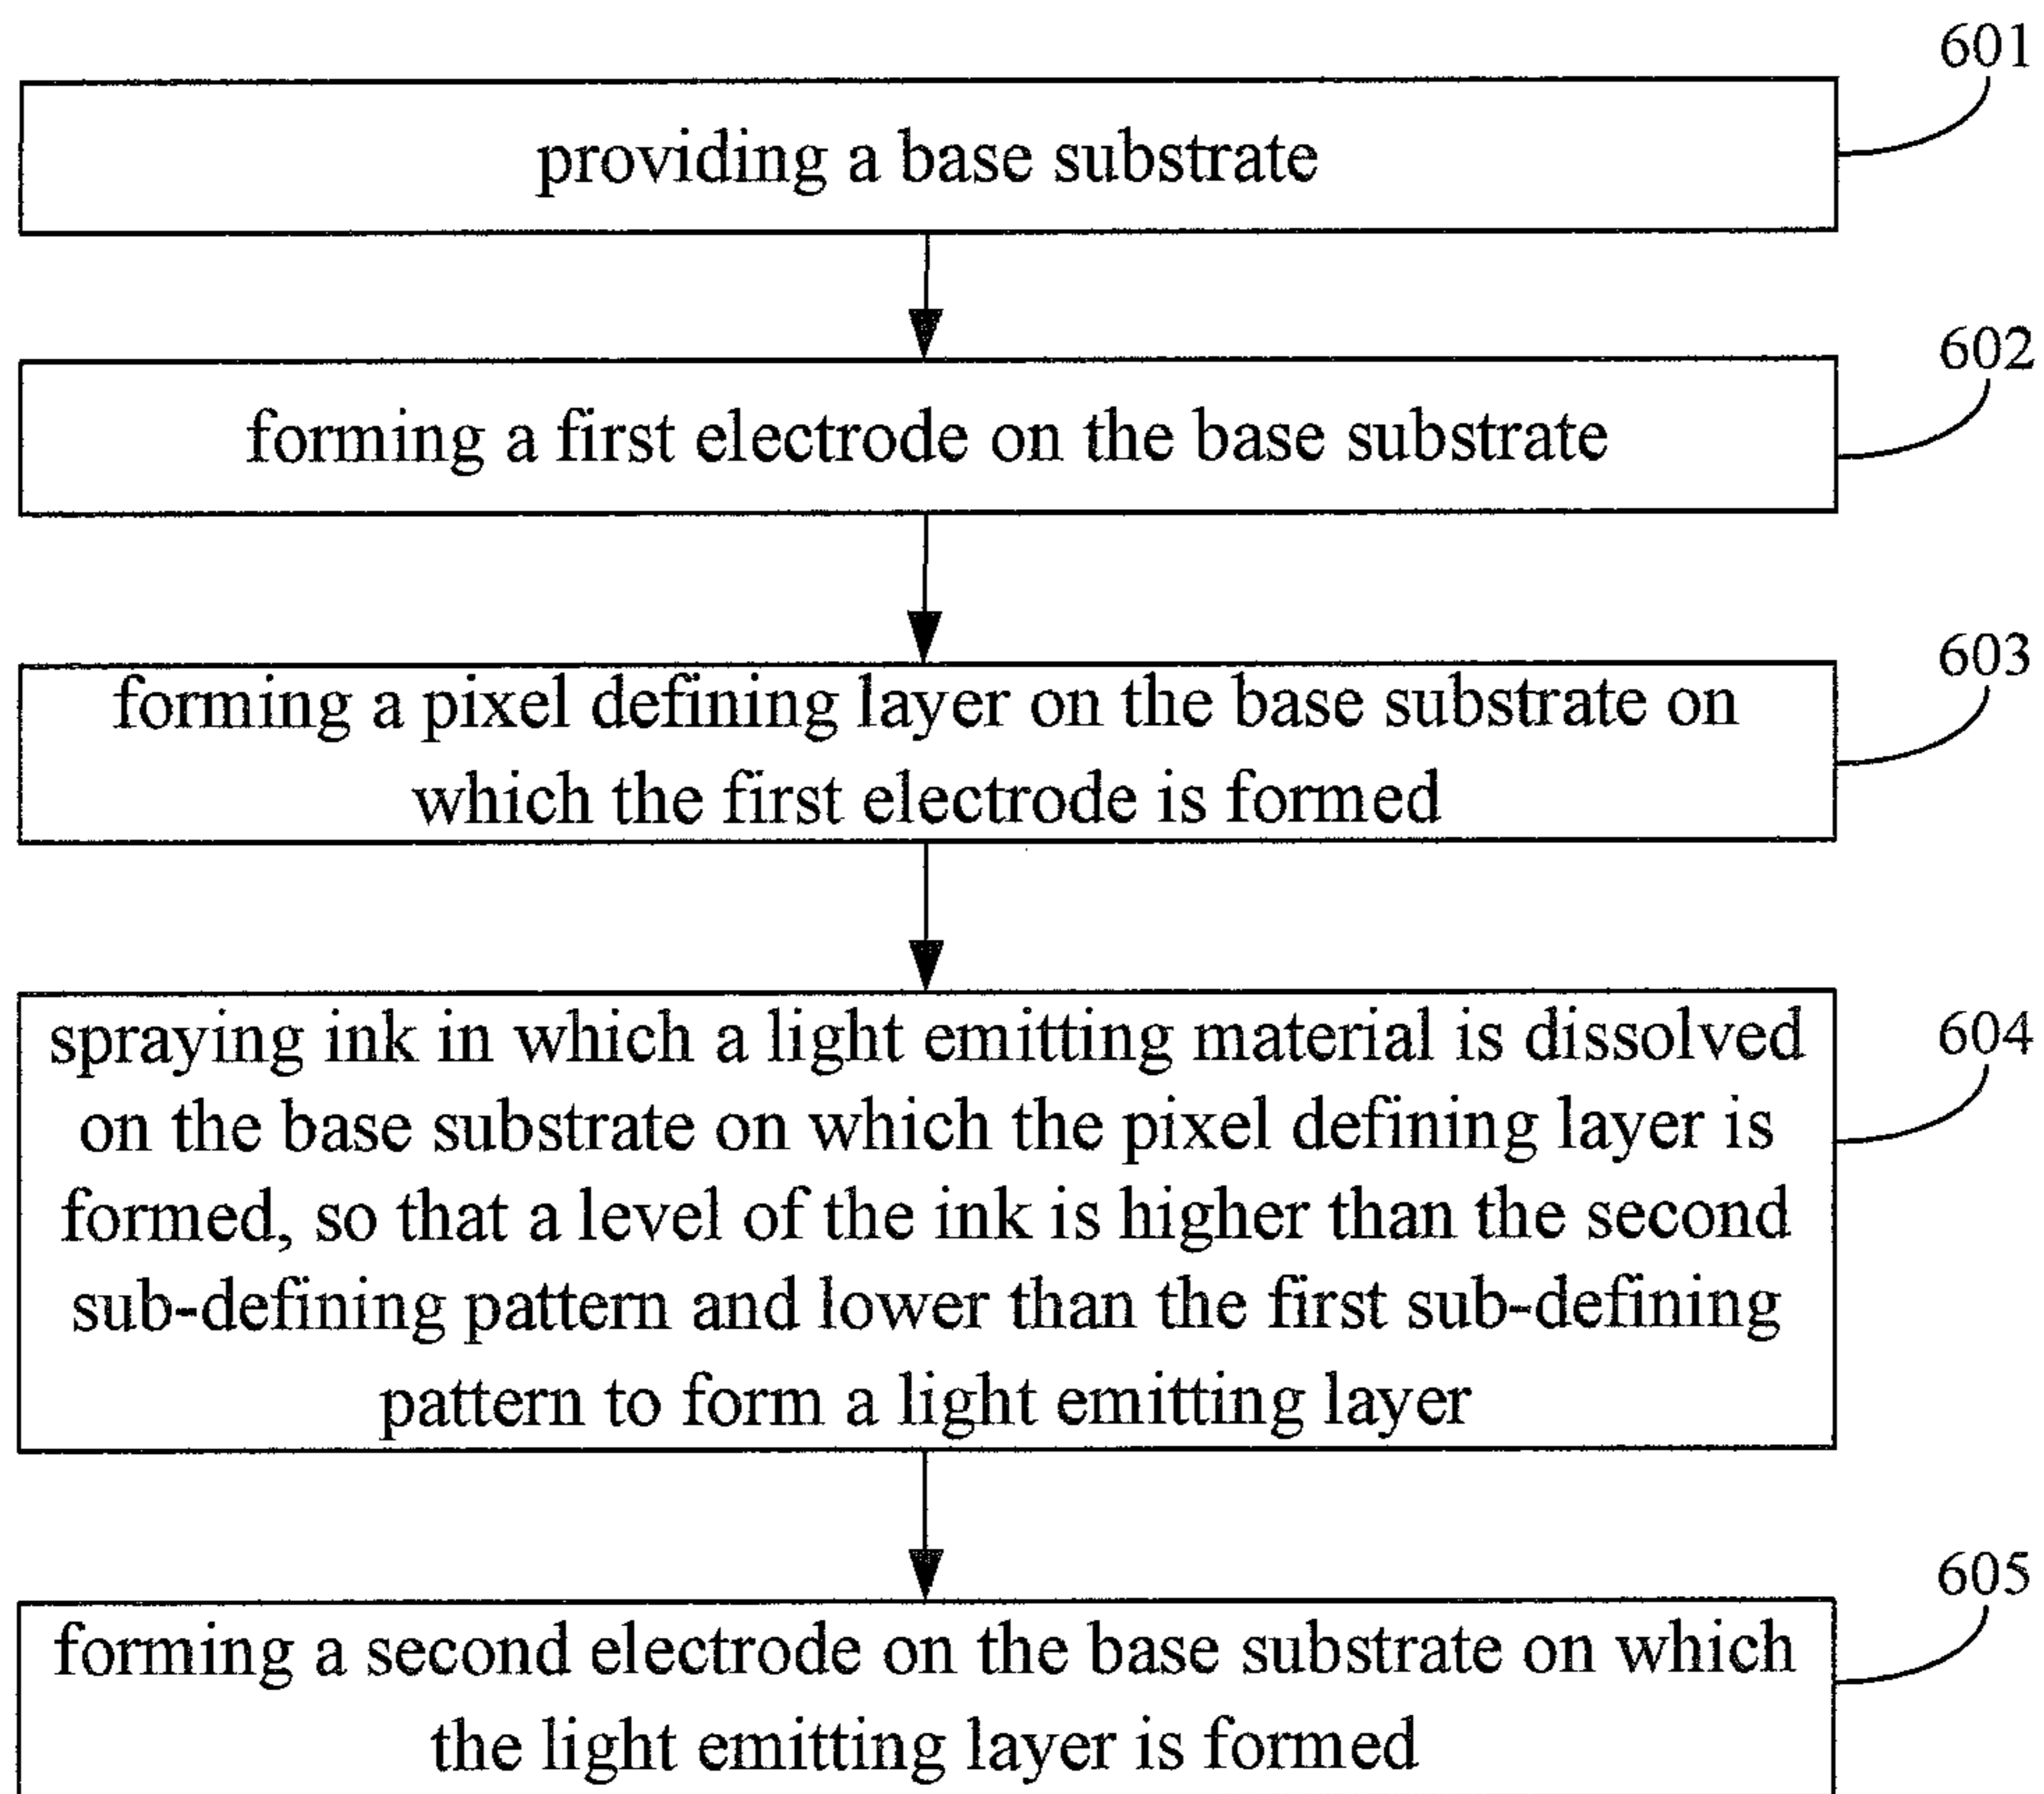 601
providing a base substrate
602
forming a first electrode on the base substrate
603
forming a pixel defining layer on the base substrate on
which the first electrode is formed
604
spraying ink in which a light emitting material is dissolved
on the base substrate on which the pixel defining layer is
formed, so that a level of the ink is higher than the second
sub-defining pattern and lower than the first sub-defining
pattern to form a light emitting layer
605
forming a second electrode on the base substrate on which
the light emitting layer is formed